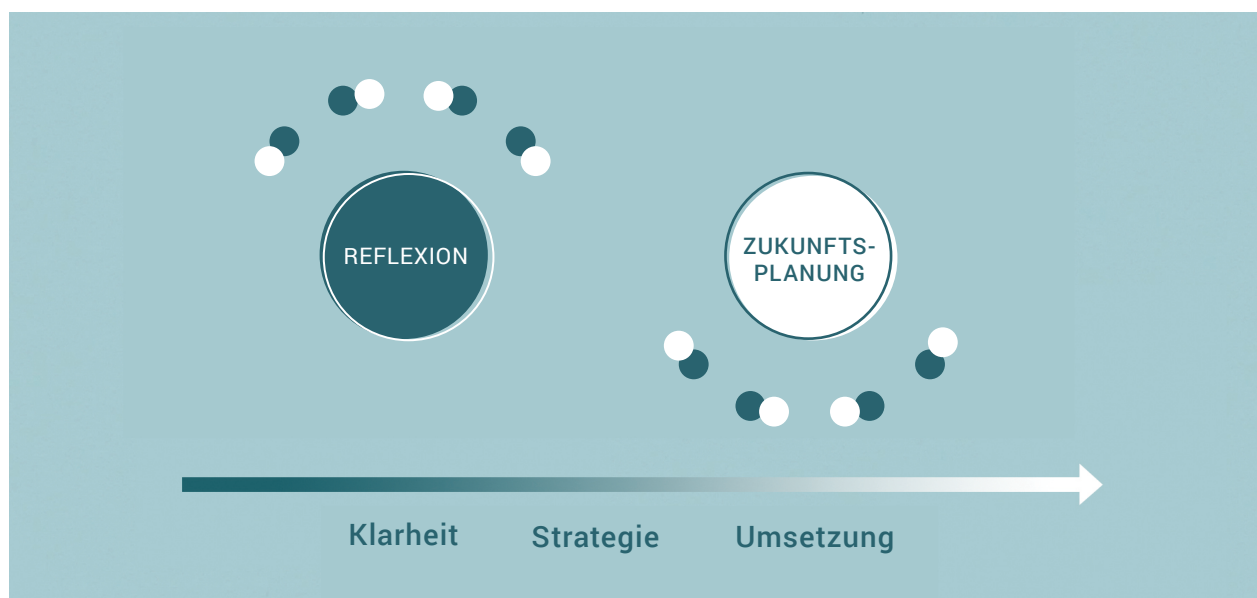 REFLEXION
ZUKUNFTS-
PLANUNG
Klarheit
Strategie
Umsetzung